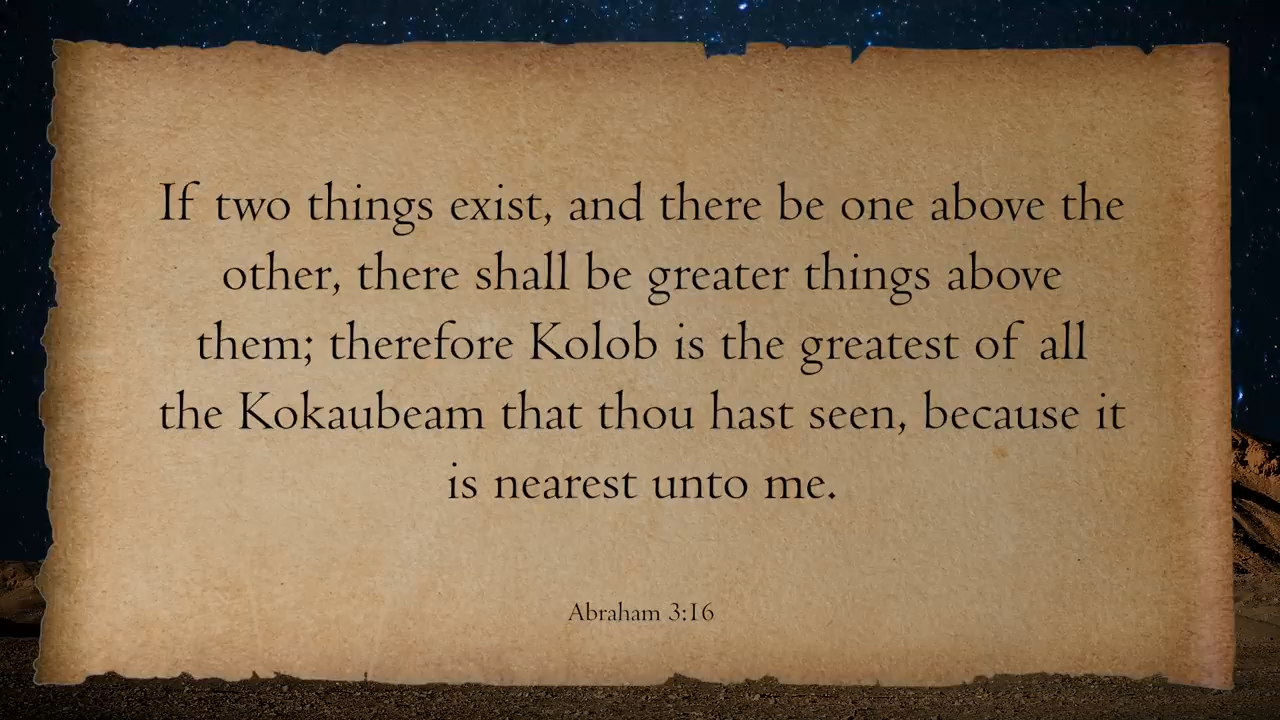 If two things exist, and there be one above the
other, there shall be greater things above
them; therefore Kolob is the greatest of all
the Kokaubeam that thou hast seen, because it
is nearest unto me.
Abraham 3:16